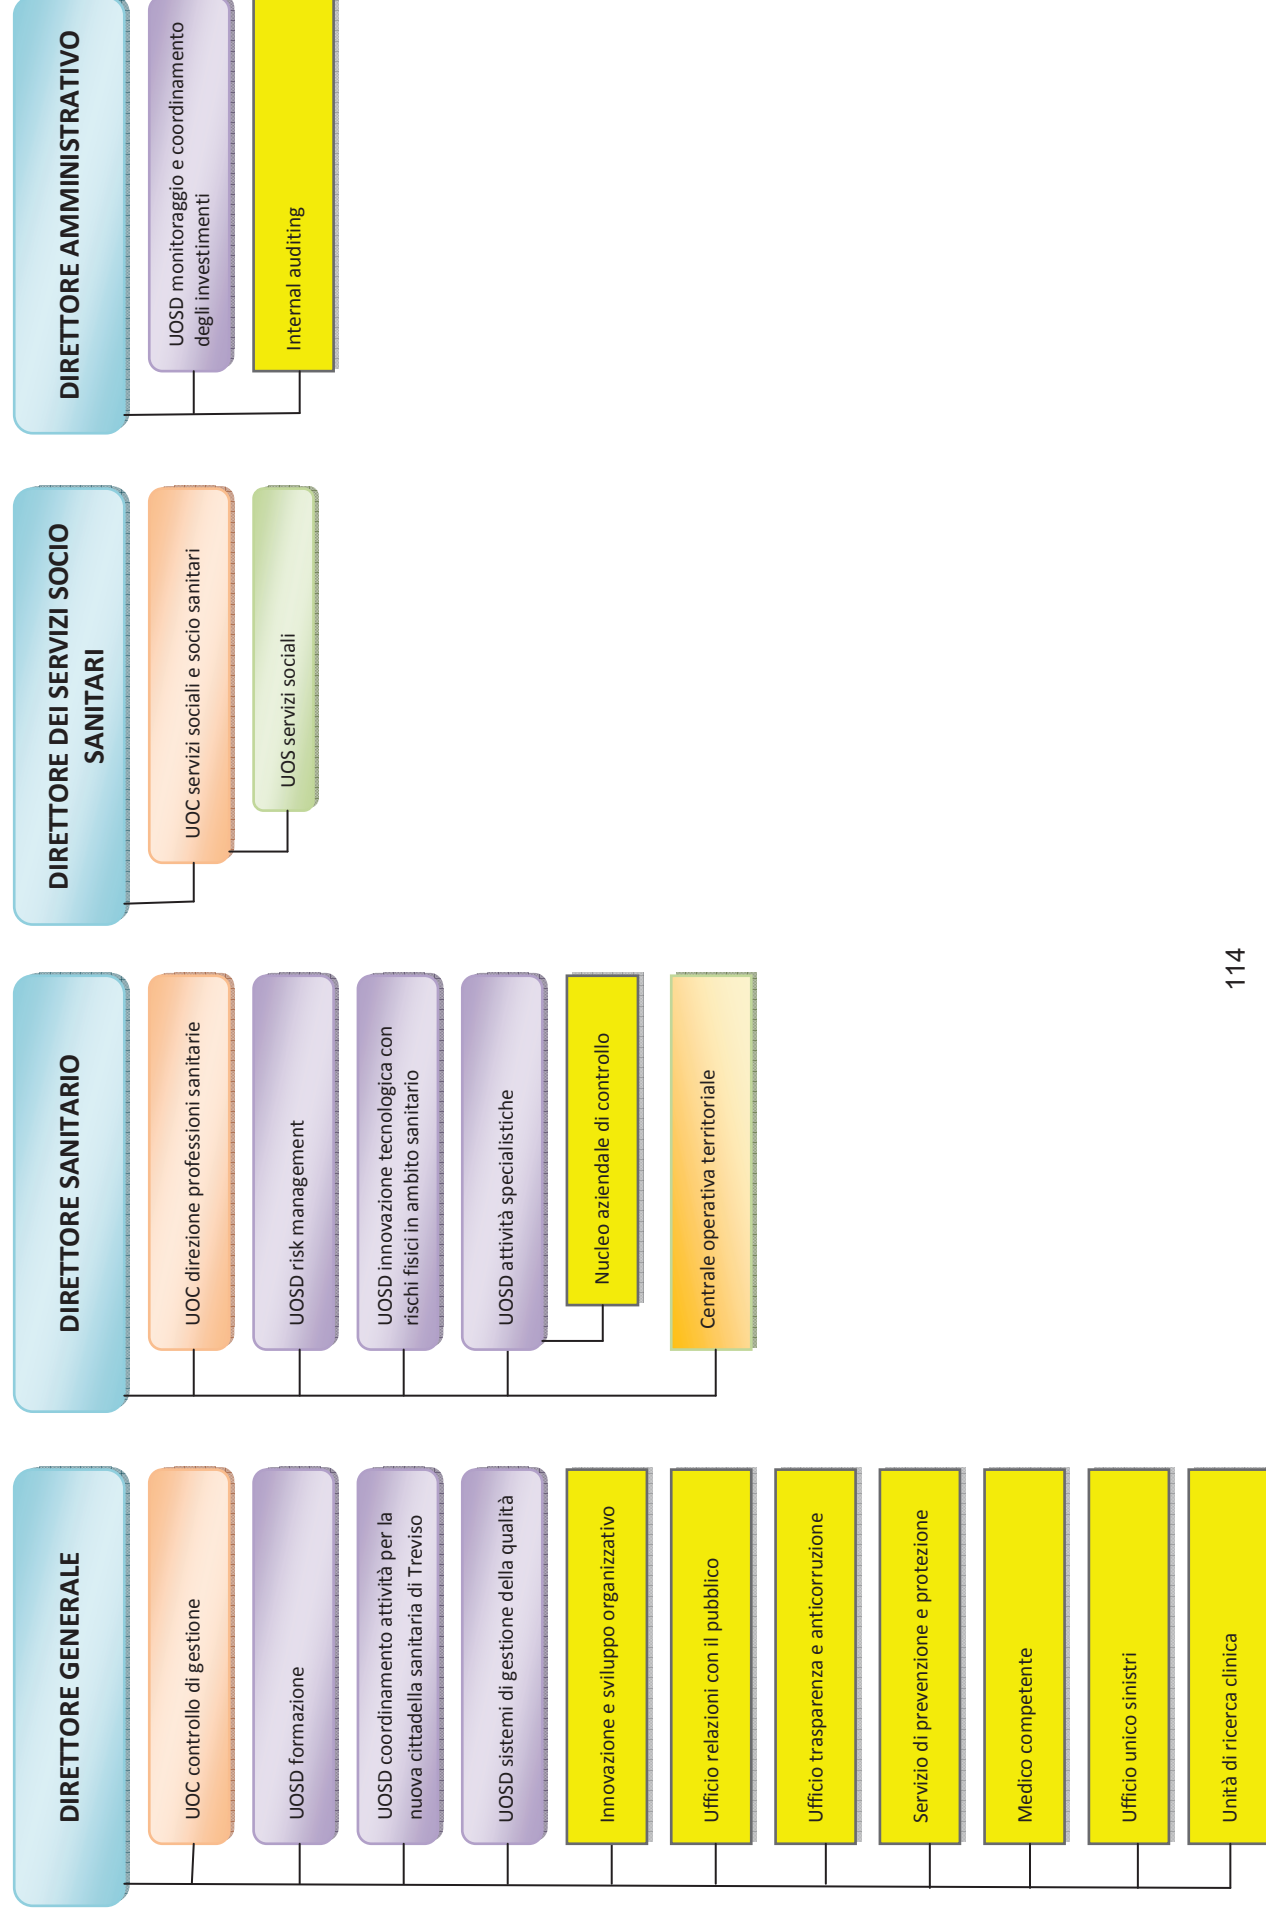 DIRETTORE GENERALE
UOC controllo di gestione
UOSD formazione
UOSD coordinamento attività per la
nuova cittadella sanitaria di Treviso
UOSD sistemi di gestione della qualità
Innovazione e sviluppo organizzativo
Ufficio relazioni con il pubblico
Ufficio trasparenza e anticorruzione
Servizio di prevenzione e protezione
Medico competente
Ufficio unico sinistri
Unità di ricerca clinica
DIRETTORE SANITARIO
UOC direzione professioni sanitarie
UOSD risk management
UOSD innovazione tecnologica con
rischi fisici in ambito sanitario
UOSD attività specialistiche
Nucleo aziendale di controllo
Centrale operativa territoriale
DIRETTORE DEI SERVIZI SOCIO
SANITARI
UOC servizi sociali e socio sanitari
UOS servizi sociali
DIRETTORE AMMINISTRATIVO
UOSD monitoraggio e coordinamento
degli investimenti
Internal auditing
114